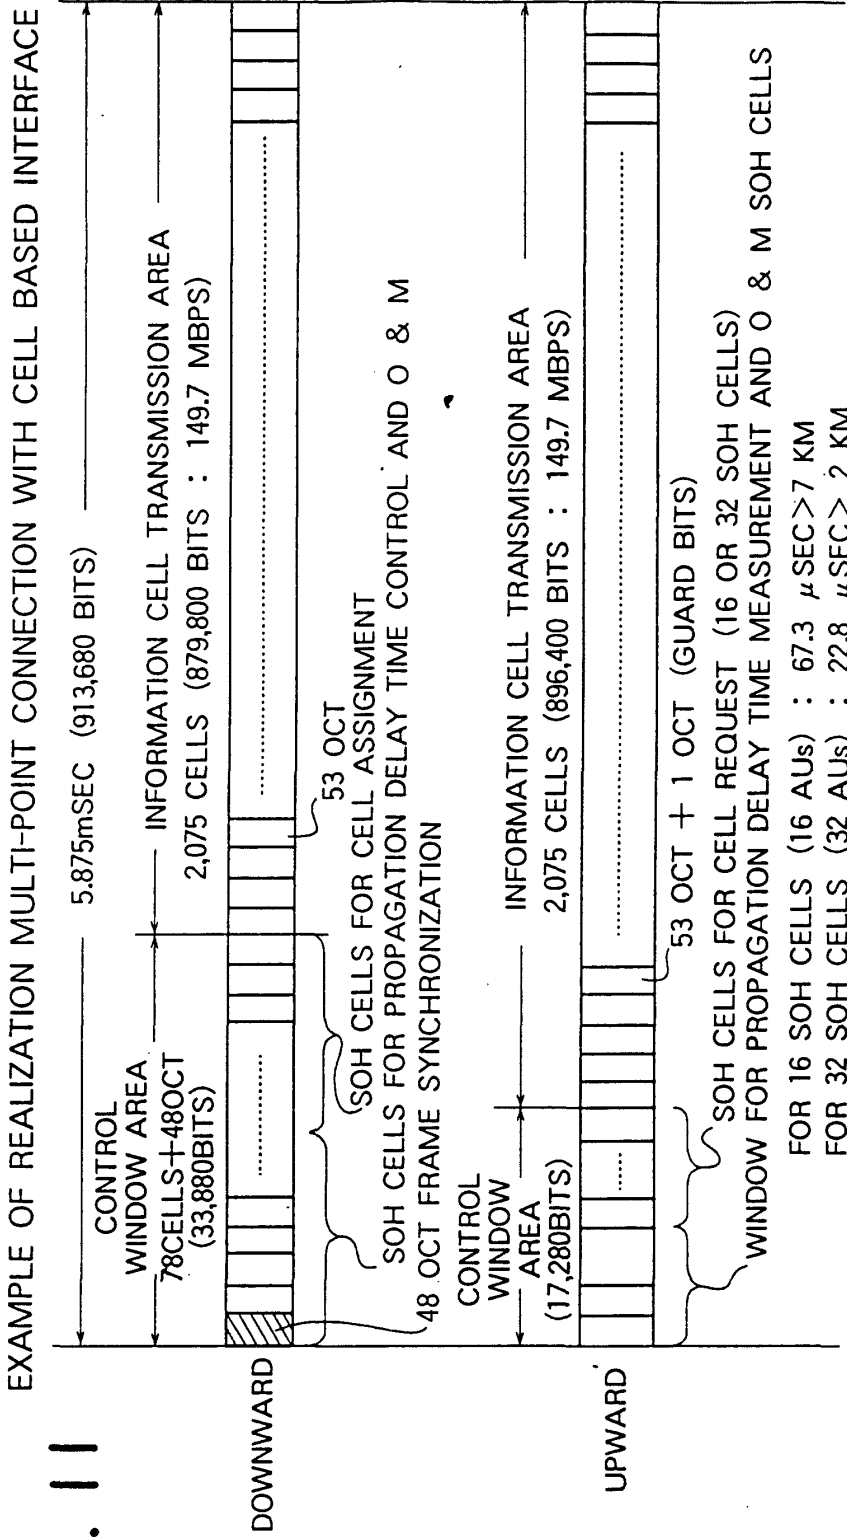 . 11
EXAMPLE OF REALIZATION MULTI-POINT CONNECTION WITH CELL BASED INTERFACE
5.875mSEC (913,680 BITS)
CONTROL
WINDOW AREA
78CELLS+48OCT
(33,880BITS)
INFORMATION CELL TRANSMISSION AREA
2,075 CELLS (879,800 BITS : 149.7 MBPS)
DOWNWARD
53 OCT
SOH CELLS FOR CELL ASSIGNMENT
SOH CELLS FOR PROPAGATION DELAY TIME CONTROL AND O & M
48 OCT FRAME SYNCHRONIZATION
CONTROL
WINDOW
AREA
(17,280BITS)
INFORMATION CELL TRANSMISSION AREA
2,075 CELLS (896,400 BITS : 149.7 MBPS)
UPWARD
53 OCT + 1 OCT (GUARD BITS)
SOH CELLS FOR CELL REQUEST (16 OR 32 SOH CELLS)
WINDOW FOR PROPAGATION DELAY TIME MEASUREMENT AND O & M SOH CELLS
FOR 16 SOH CELLS (16 AUs) : 67.3 μSEC>7 KM
FOR 32 SOH CELLS (32 AUs) : 22.8 μSEC> 2 KM